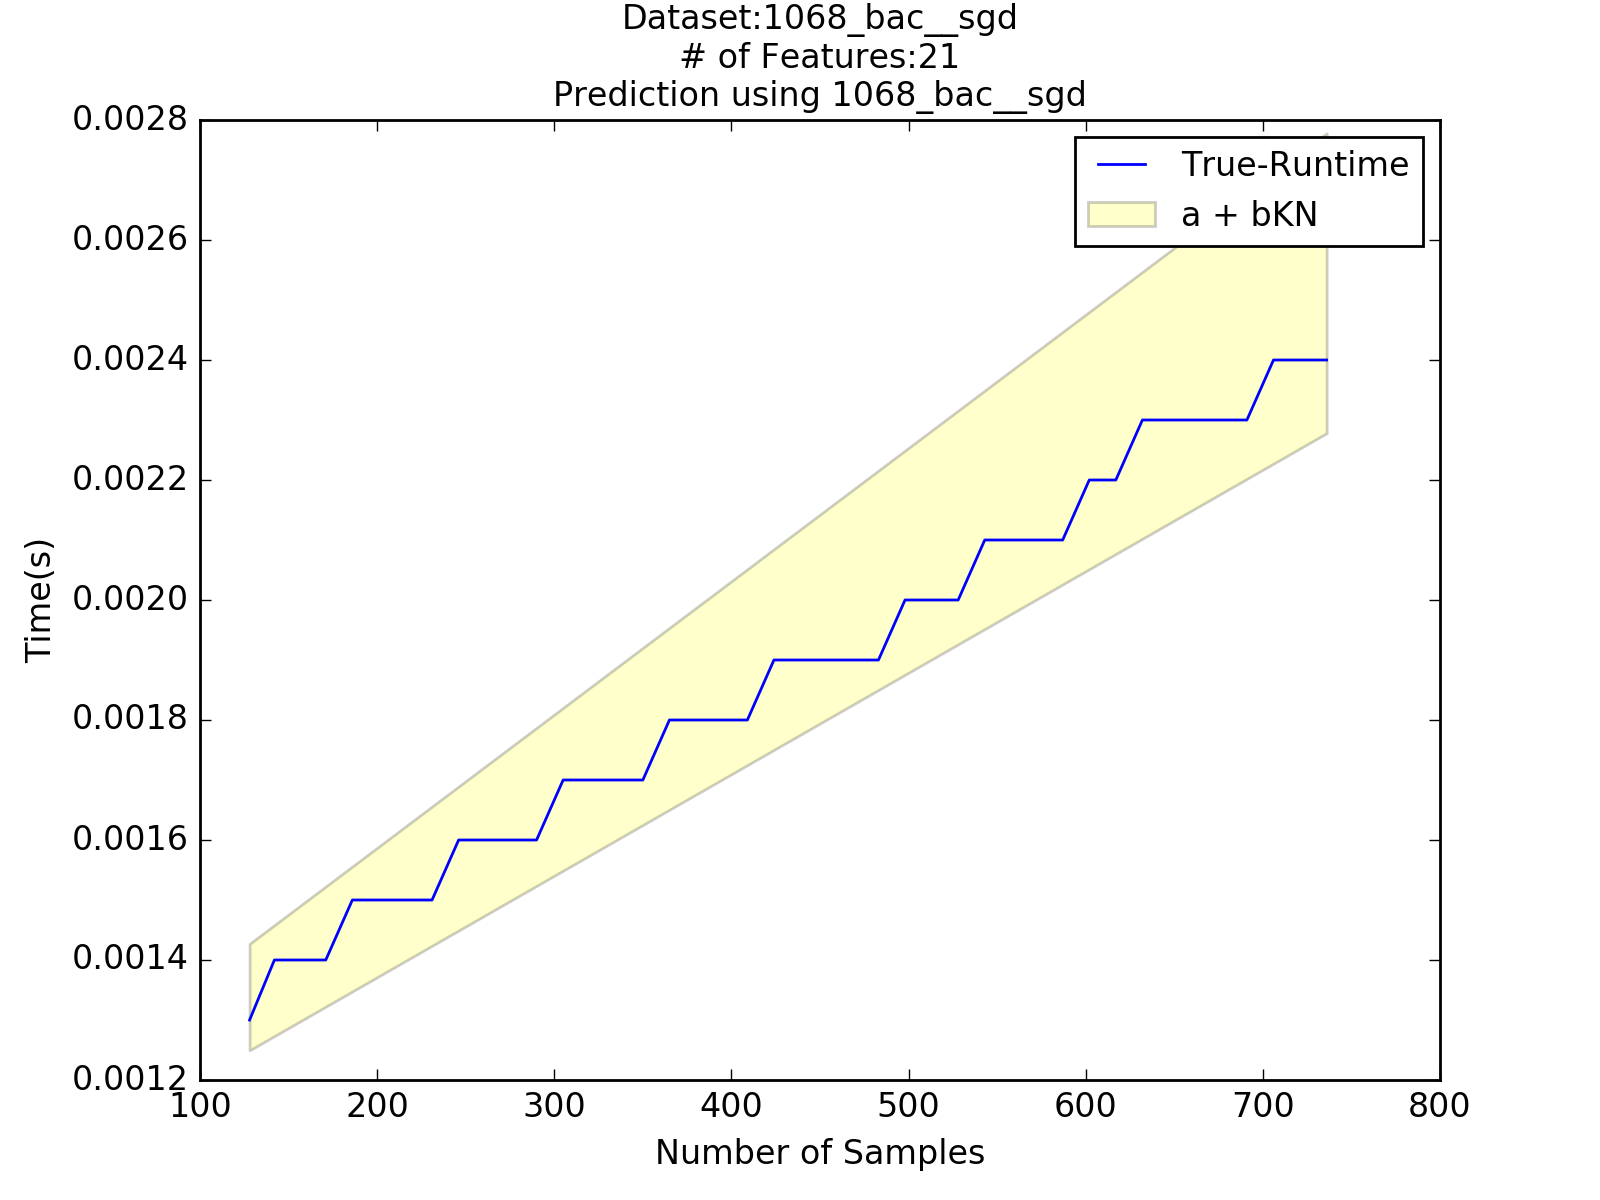 Dataset:1068_bac__sgd
# of Features:21
Prediction using 1068_bac__sgd
0.0028
0.0026
0.0024
0.0022
0.0020
0.0018
0.0016
0.0014
0.0012
Time(s)
True-Runtime
a + bKN
100 200 300 400 500 600 700 800
Number of Samples